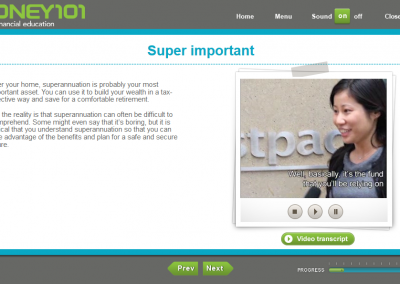 ONEY101
nancial education
Home Menu Sound on off Close
Super important
er your home, superannuation is probably your most
portant asset. You can use it to build your wealth in a tax-
ective way and save for a comfortable retirement.
the reality is that superannuation can often be difficult to
mprehend. Some might even say that it's boring, but it is
cal that you understand superannuation so that you can
e advantage of the benefits and plan for a safe and secure
ure.
stpac
Well, basically, it's the fund
that you'll be relying on
Video transcript
Prev Next
PROGRESS